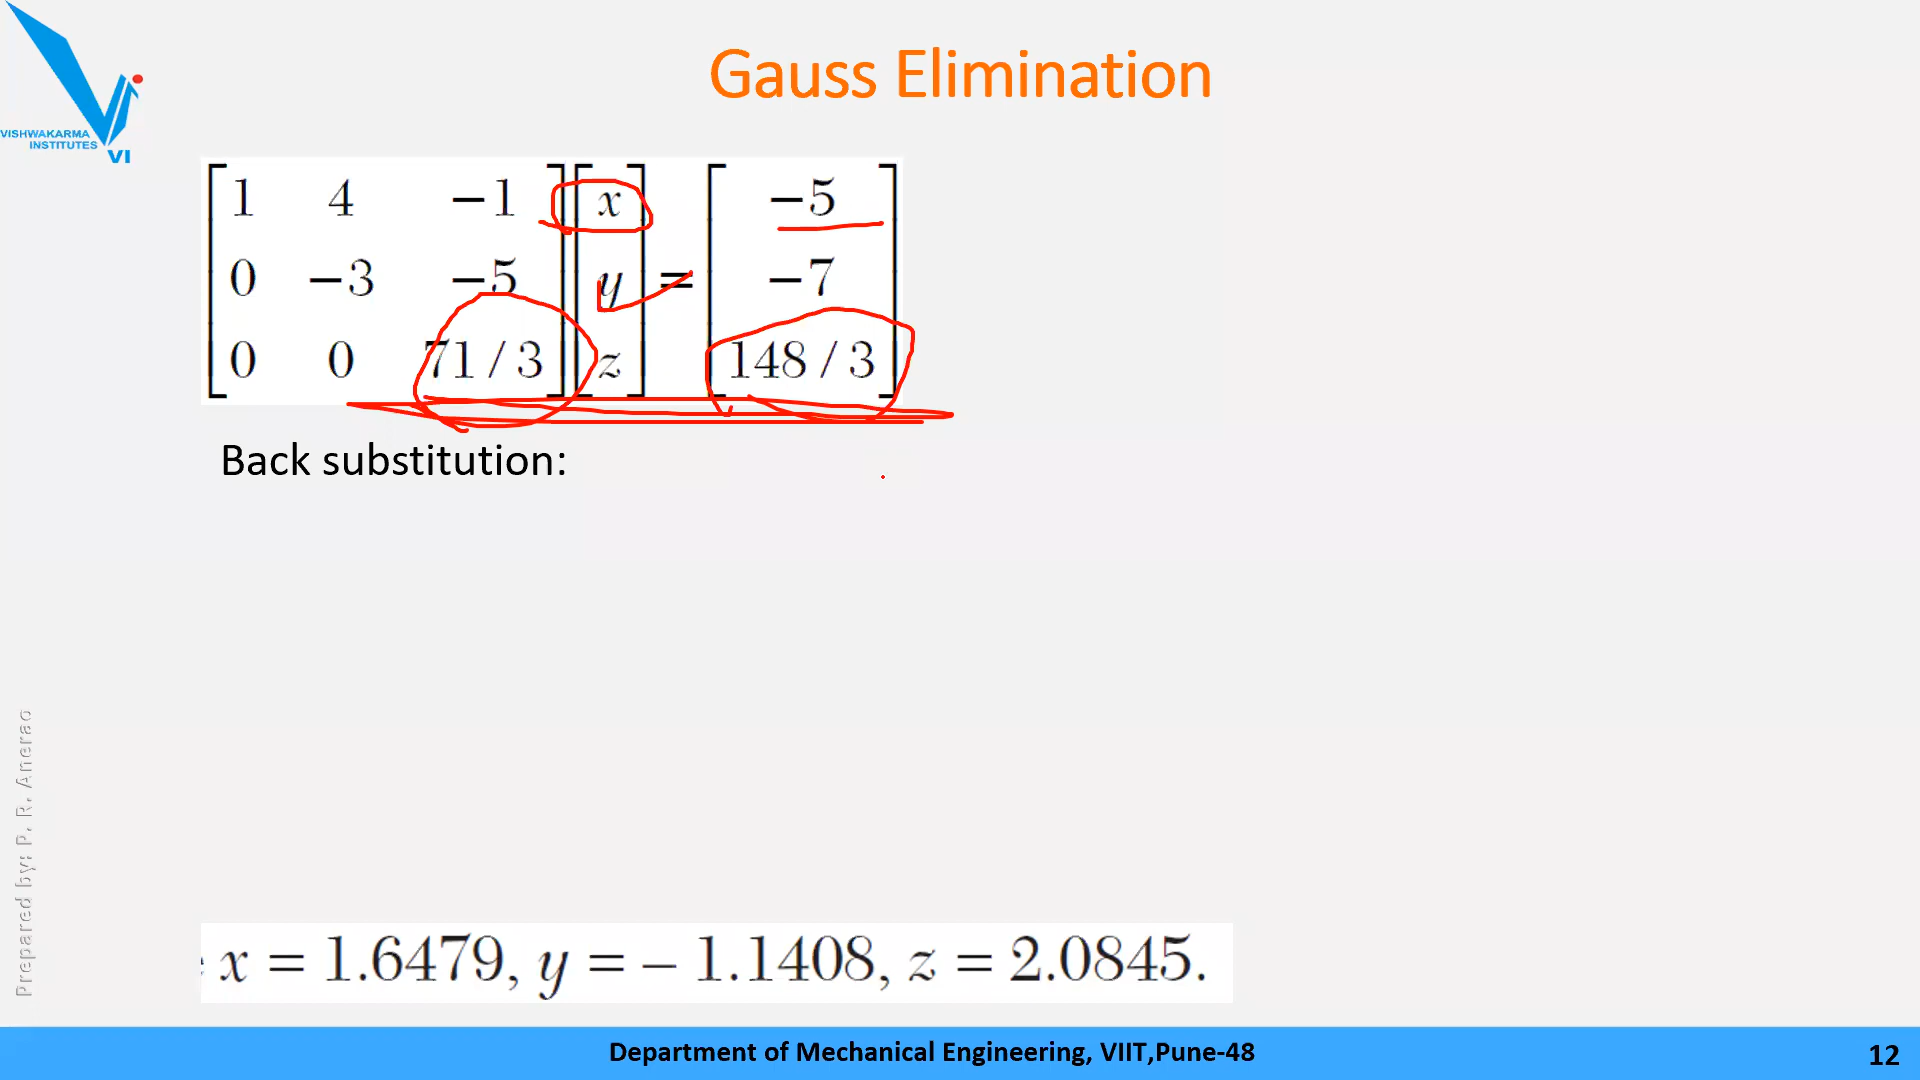 Gauss Elimination
VISHWAKARMA
INSTITUTES
VI
1 4 −1 x −5
0 −3 −5 y = −7
0 0 71 / 3 z 148 / 3
Back substitution:
Prepared by: P. R. Anerao
x = 1.6479, y = – 1.1408, z = 2.0845.
Department of Mechanical Engineering, VIIT,Pune-48
12